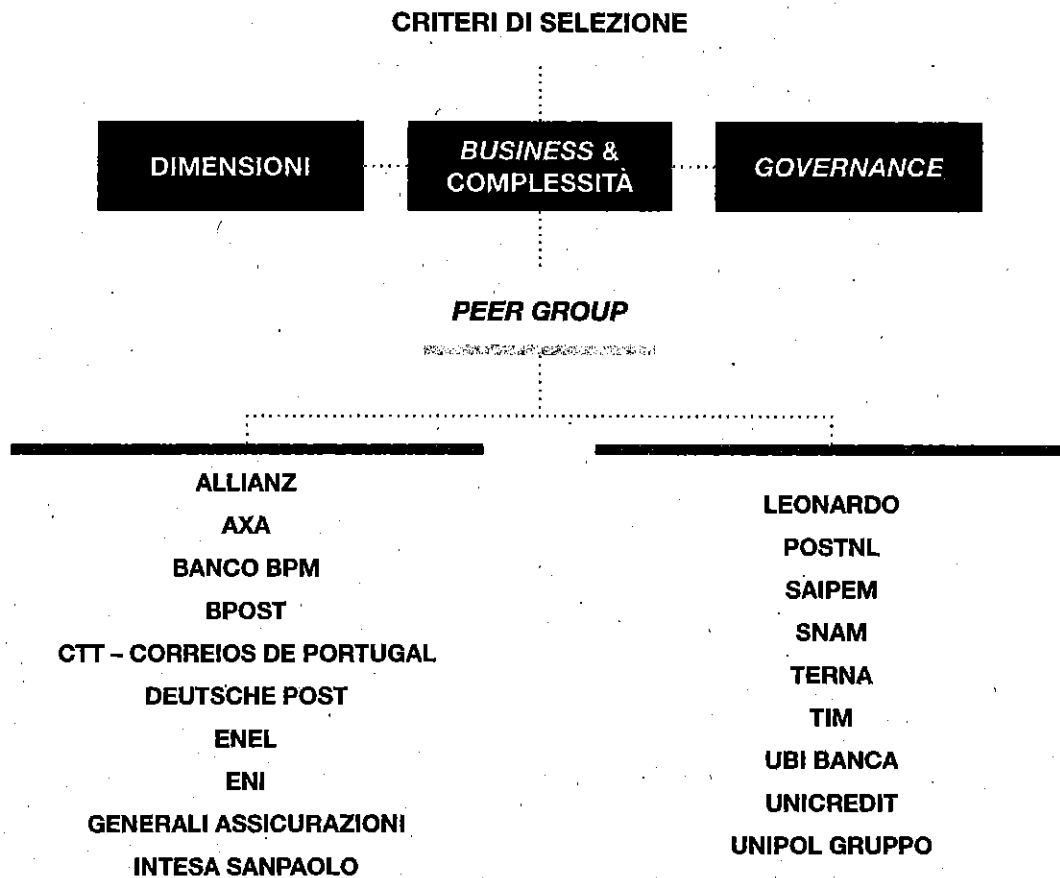 CRITERI DI SELEZIONE
DIMENSIONI
BUSINESS &
COMPLESSITÀ
GOVERNANCE
PEER GROUP
ALLIANZ
AXA
BANCO BPM
BPOST
CTT – CORREIOS DE PORTUGAL
DEUTSCHE POST
ENEL
ENI
GENERALI ASSICURAZIONI
INTESA SANPAOLO
LEONARDO
POSTNL
SAIPEM
SNAM
TERNA
TIM
UBI BANCA
UNICREDIT
UNIPOL GRUPPO